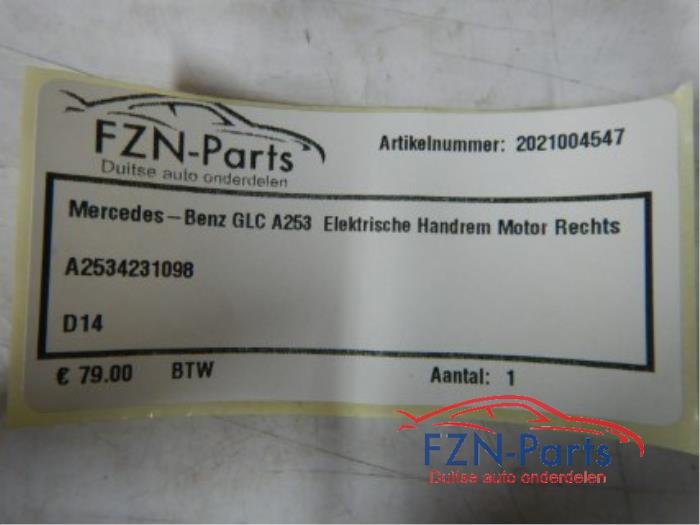 FZN-Parts
Duitse auto onderdelen
Artikelnummer: 2021004547
Mercedes-Benz GLC A253 Elektrische Handrem Motor Rechts
A2534231098
D14
€ 79.00 BTW Aantal: 1
FZN-Parts
Duitse auto onderdelen